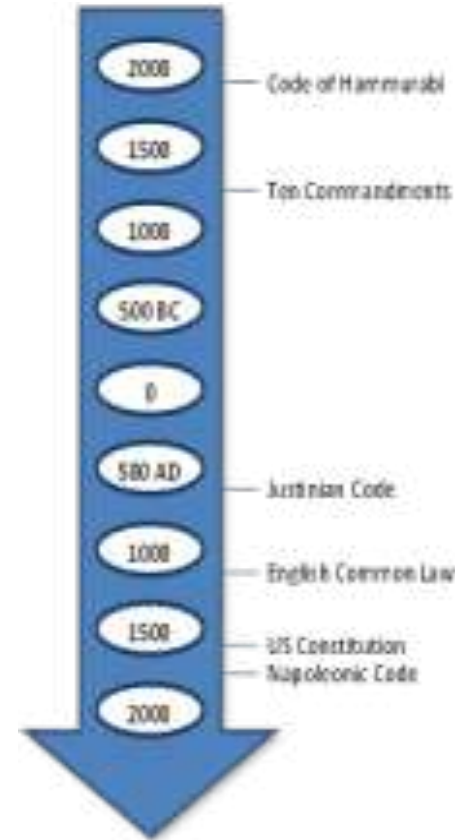 2000
Code of Hammurabi
1500
Ten Commandments
1000
500 BC
0
500 AD
Justinian Code
1000
English Common Law
1500
US Constitution
Napoleonic Code
2000